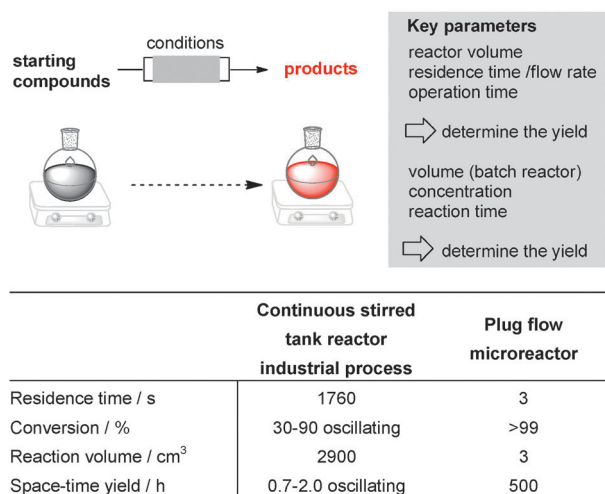 conditions
starting
compounds
products
Key parameters
reactor volume
residence time /flow rate
operation time
determine the yield
volume (batch reactor)
concentration
reaction time
determine the yield
Continuous stirred
tank reactor
industrial process
Plug flow
microreactor
Residence time / s 1760 3
Conversion / % 30-90 oscillating >99
Reaction volume / cm³ 2900 3
Space-time yield / h 0.7-2.0 oscillating 500